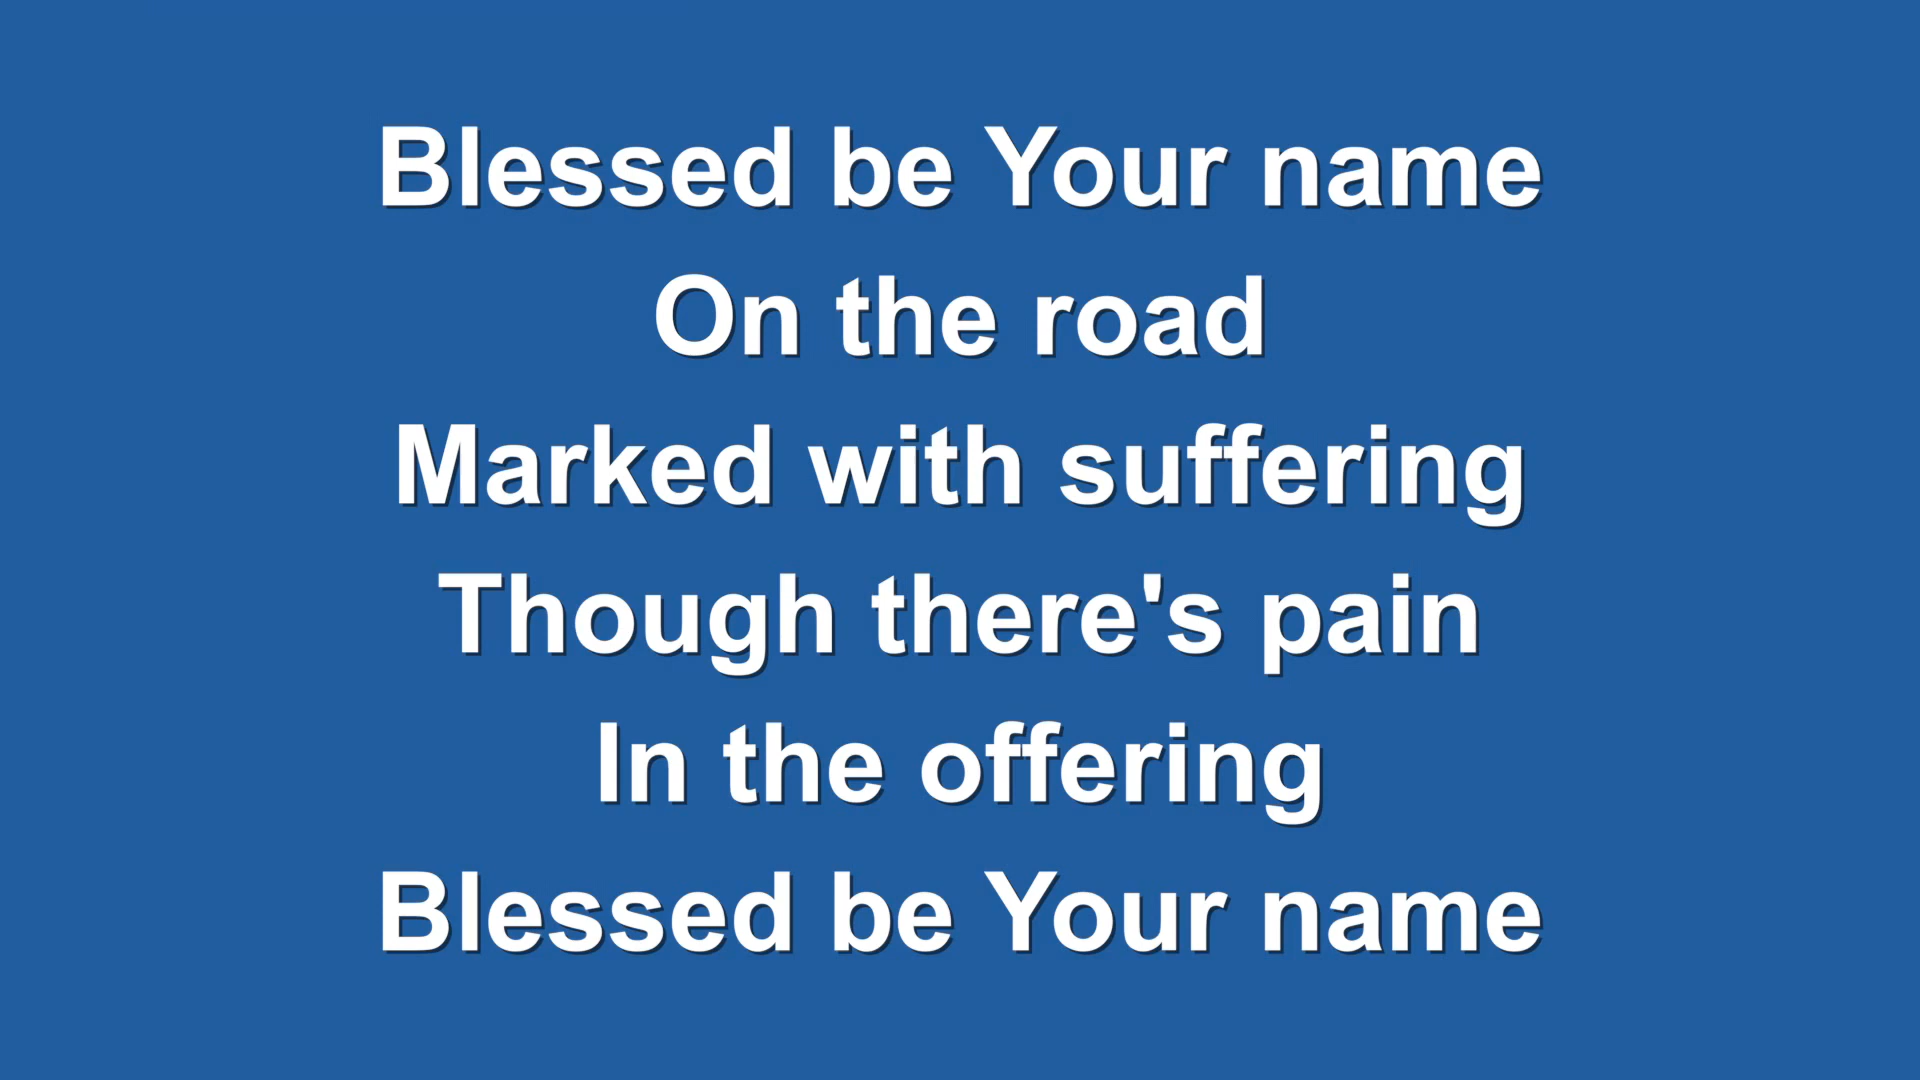 Blessed be Your name
On the road
Marked with suffering
Though there's pain
In the offering
Blessed be Your name